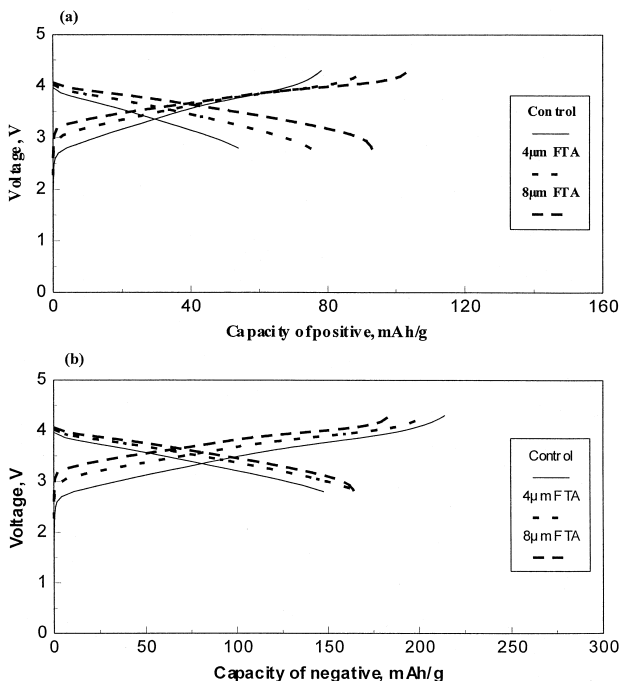 (a)
5
4
3
2
1
0
Voltage, V
0 40 80 120 160
Capacity of positive, mAh/g
Control
4µm FTA
8µm FTA
(b)
5
4
3
2
1
0
Voltage, V
0 50 100 150 200 250 300
Capacity of negative, mAh/g
Control
4µm FTA
8µm FTA